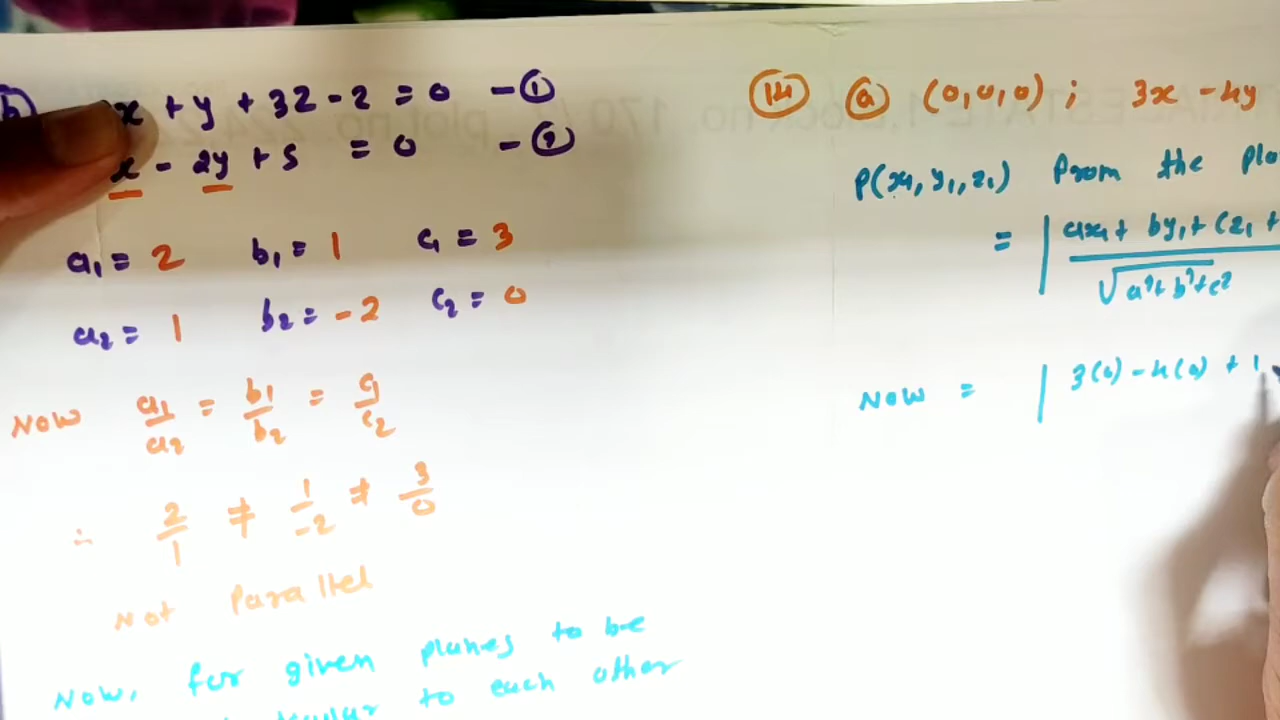 x + y + 3z - 2 = 0 - ①
x - 2y + 5 = 0 - ②
a₁ = 2 b₁ = 1 c₁ = 3
a₂ = 1 b₂ = -2 c₂ = 0
NOW a₁/a₂ = b₁/b₂ = c₁/c₂
∴ 2/1 ≠ 1/-2 ≠ 3/0
Not Parallel
Now, for given planes to be
to each other
14 a (0,0,0) ; 3x - 4y
P(x₁, y₁, z₁) From the
= | ax₁ + by₁ + cz₁ + / √a²+b²+c²
NOW = | 3(0) - 4(0) + 1